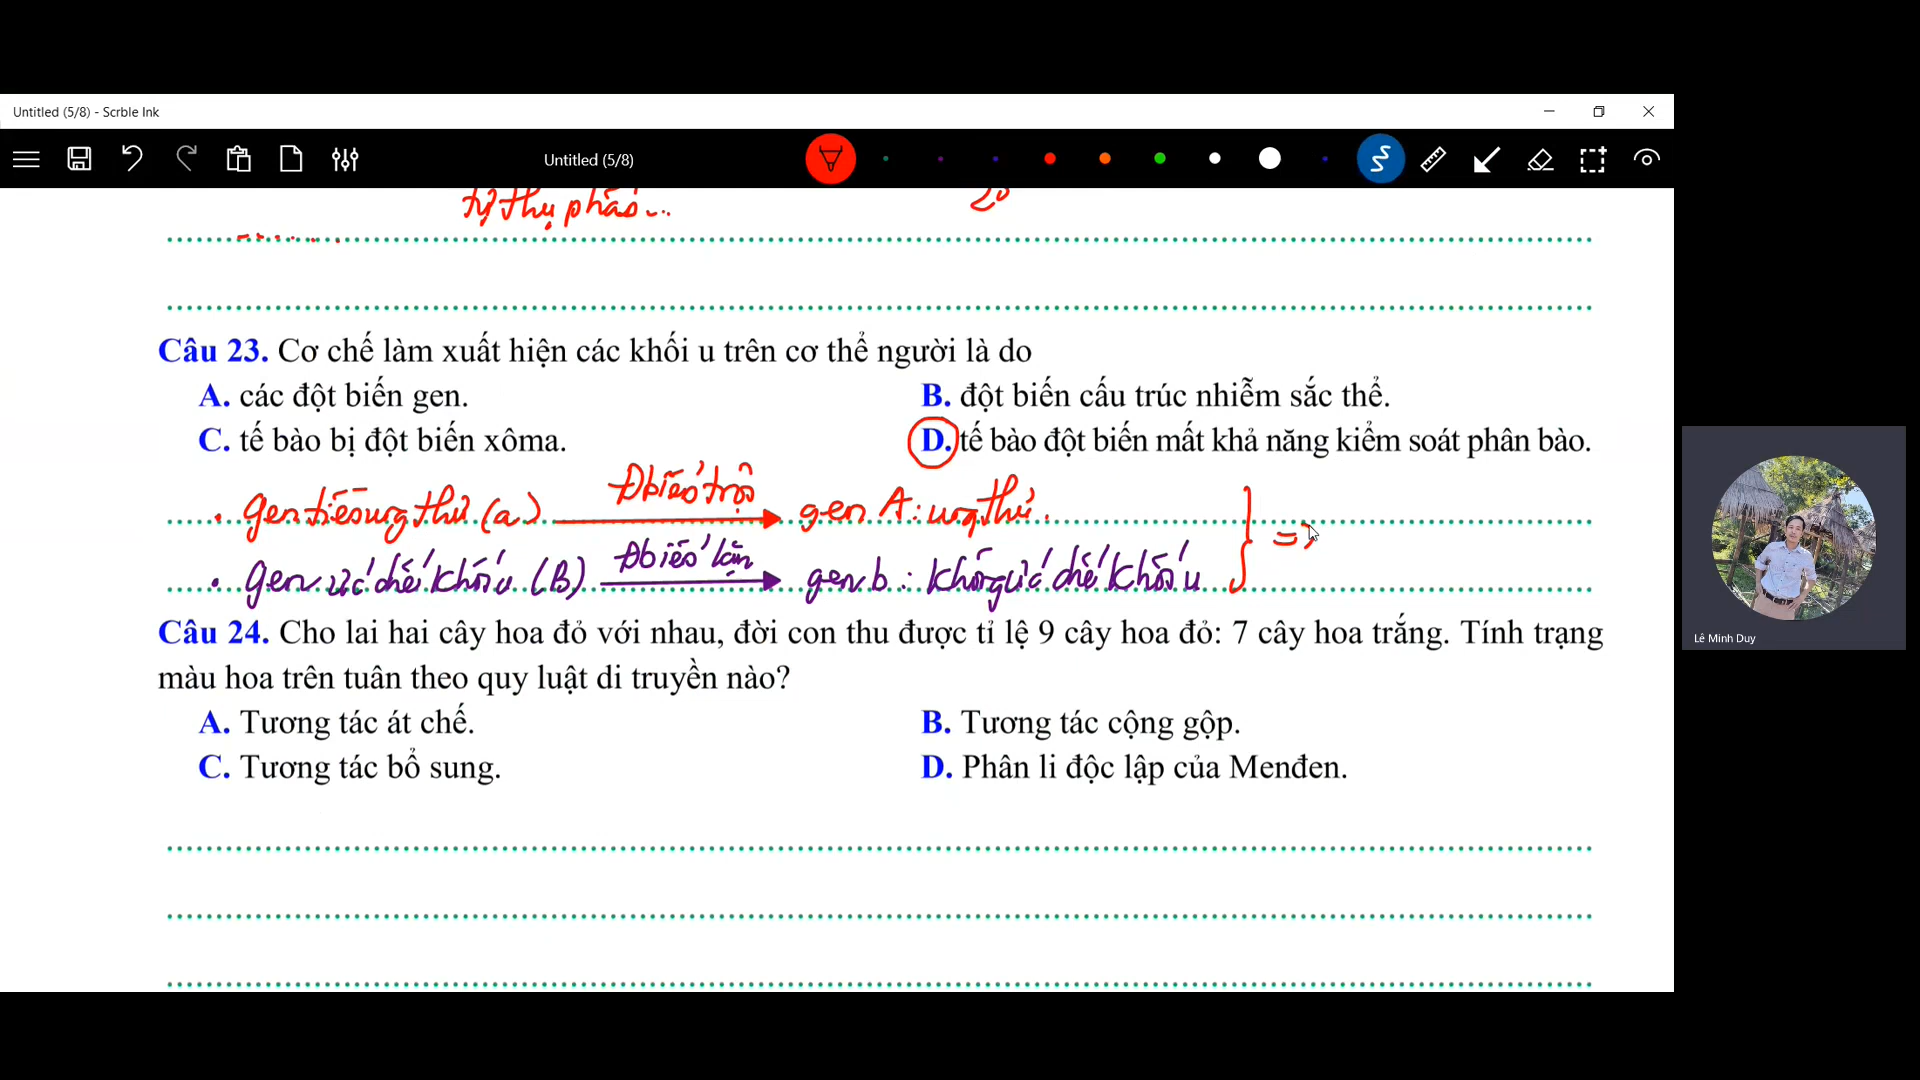 Untitled (5/8) - Scrble Ink
Untitled (5/8)
tự thụ phấn...
Câu 23. Cơ chế làm xuất hiện các khối u trên cơ thể người là do
A. các đột biến gen.
B. đột biến cấu trúc nhiễm sắc thể.
C. tế bào bị đột biến xôma.
D. tế bào đột biến mất khả năng kiểm soát phân bào.
• gen tiền ung thư (a) Đbiến trội gen A: ung thư.
• Gen ức chế khối u (B) Đbiến lặn gen b: không ức chế khối u } =>
Câu 24. Cho lai hai cây hoa đỏ với nhau, đời con thu được tỉ lệ 9 cây hoa đỏ: 7 cây hoa trắng. Tính trạng
màu hoa trên tuân theo quy luật di truyền nào?
A. Tương tác át chế.
B. Tương tác cộng gộp.
C. Tương tác bổ sung.
D. Phân li độc lập của Menđen.
Lê Minh Duy